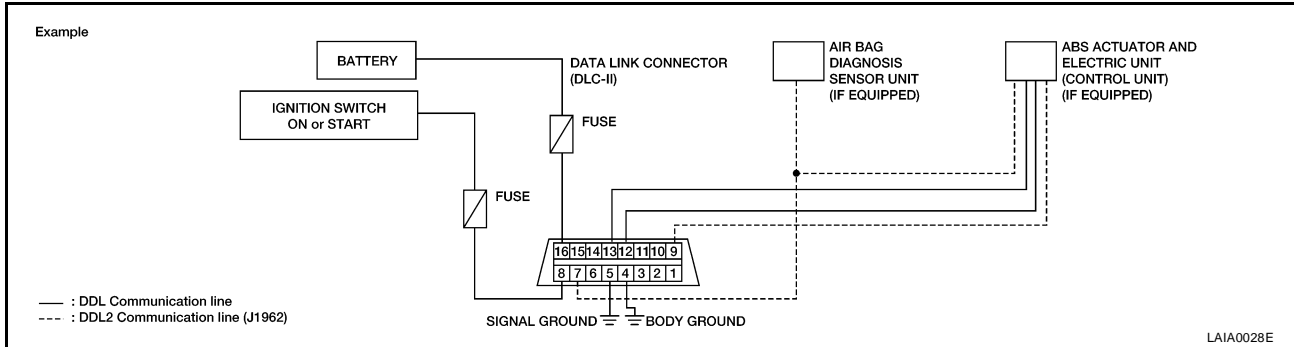 Example
BATTERY
IGNITION SWITCH
ON or START
DATA LINK CONNECTOR
(DLC-II)
FUSE
FUSE
AIR BAG
DIAGNOSIS
SENSOR UNIT
(IF EQUIPPED)
ABS ACTUATOR AND
ELECTRIC UNIT
(CONTROL UNIT)
(IF EQUIPPED)
16 15 14 13 12 11 10 9
8 7 6 5 4 3 2 1
: DDL Communication line
: DDL2 Communication line (J1962)
SIGNAL GROUND
BODY GROUND
LAIA0028E